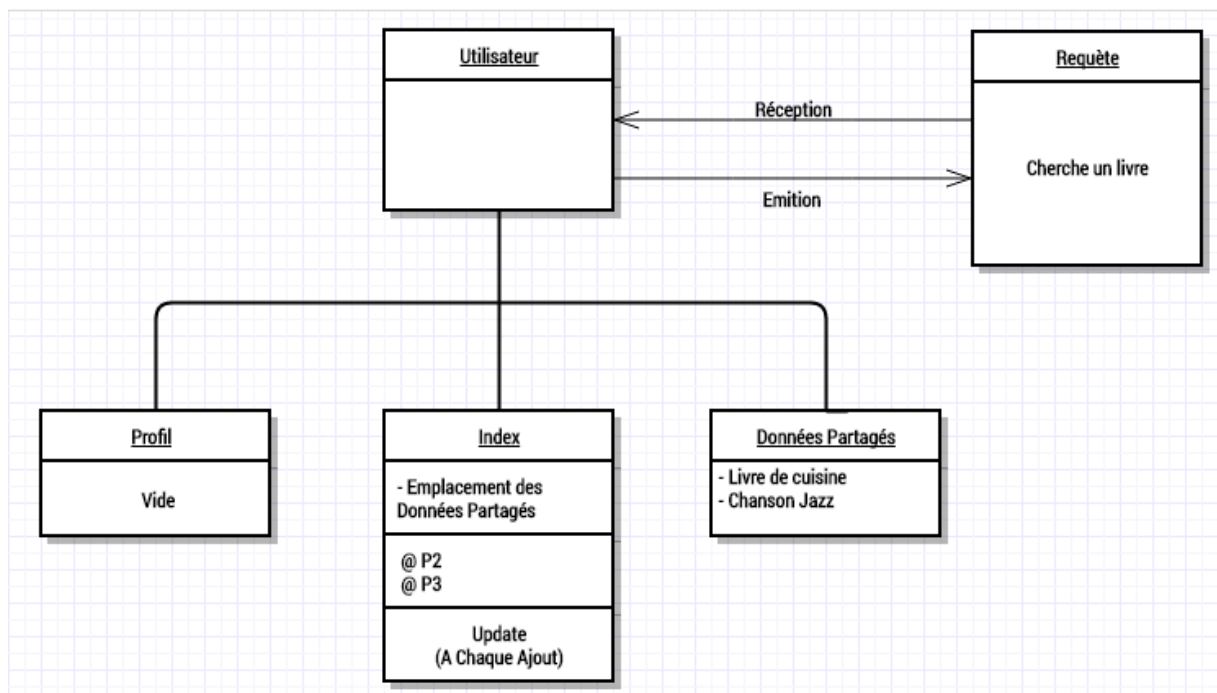 Utilisateur
Requète
Réception
Cherche un livre
Emition
Profil
Vide
Index
- Emplacement des
Données Partagés
@ P2
@ P3
Update
(A Chaque Ajout)
Données Partagés
- Livre de cuisine
- Chanson Jazz